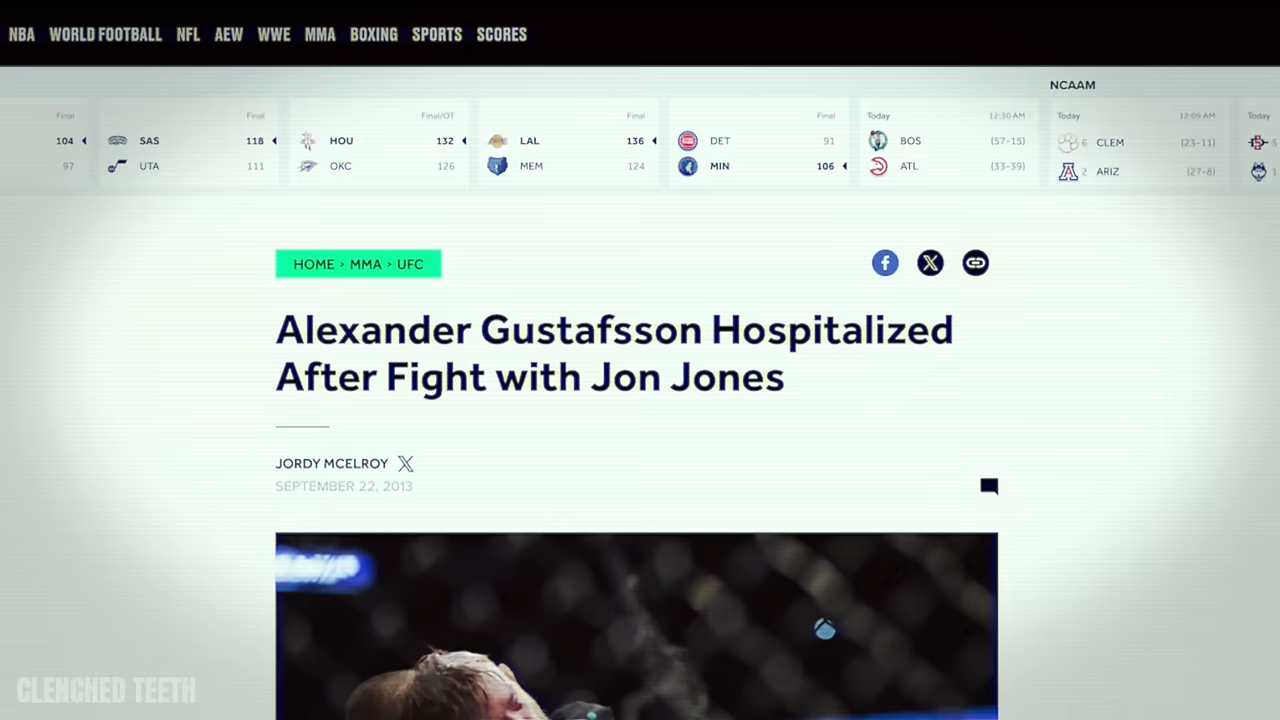 NBA WORLD FOOTBALL NFL AEW WWE MMA BOXING SPORTS SCORES
NCAAM
Final Final Final/OT Final Final Today 12:30 AM Today 12:09 AM Today
104 SAS 118 HOU 132 LAL 136 DET 91 BOS (57-15) 6 CLEM (23-11) 5
97 UTA 111 OKC 126 MEM 124 MIN 106 ATL (33-39) 2 ARIZ (27-8) 1
HOME > MMA > UFC
Alexander Gustafsson Hospitalized
After Fight with Jon Jones
JORDY MCELROY
SEPTEMBER 22, 2013
CLENCHED TEETH